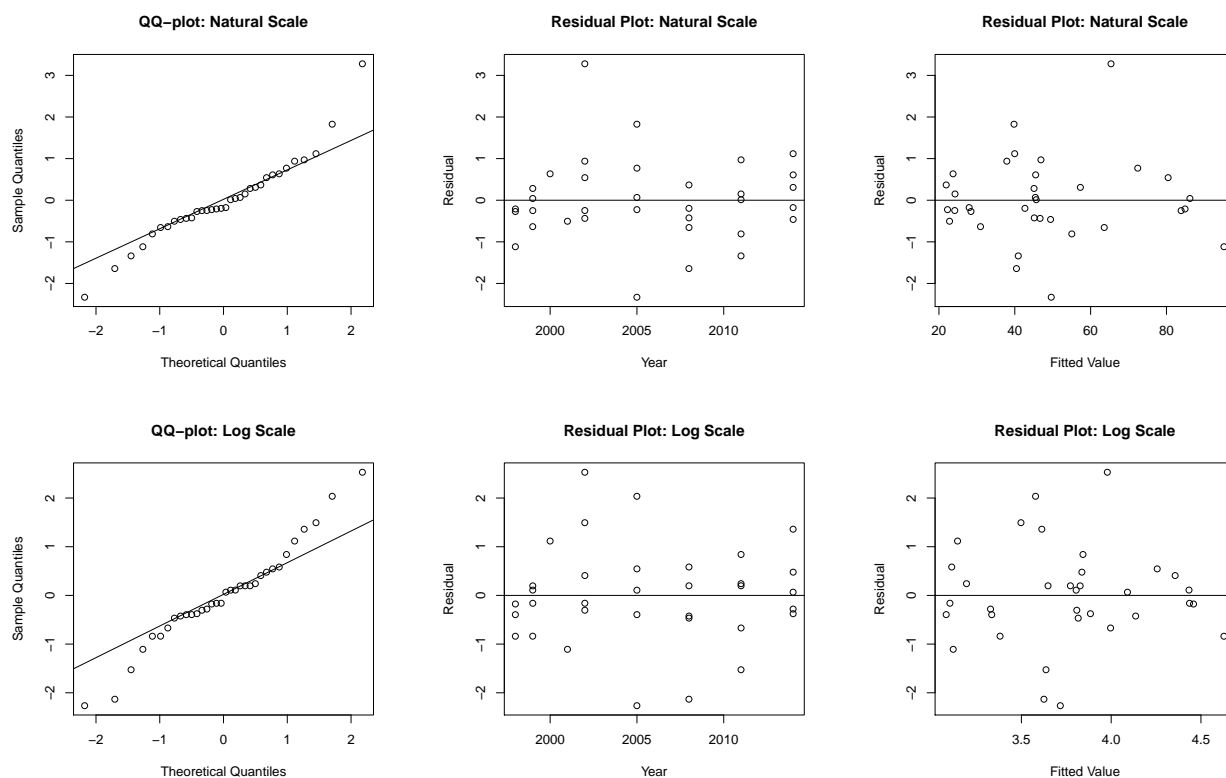 QQ−plot: Natural Scale
Sample Quantiles
3
2
1
0
−1
−2
−2 −1 0 1 2
Theoretical Quantiles
Residual Plot: Natural Scale
Residual
3
2
1
0
−1
−2
2000 2005 2010
Year
Residual Plot: Natural Scale
Residual
3
2
1
0
−1
−2
20 40 60 80
Fitted Value
QQ−plot: Log Scale
Sample Quantiles
2
1
0
−1
−2
−2 −1 0 1 2
Theoretical Quantiles
Residual Plot: Log Scale
Residual
2
1
0
−1
−2
2000 2005 2010
Year
Residual Plot: Log Scale
Residual
2
1
0
−1
−2
3.5 4.0 4.5
Fitted Value